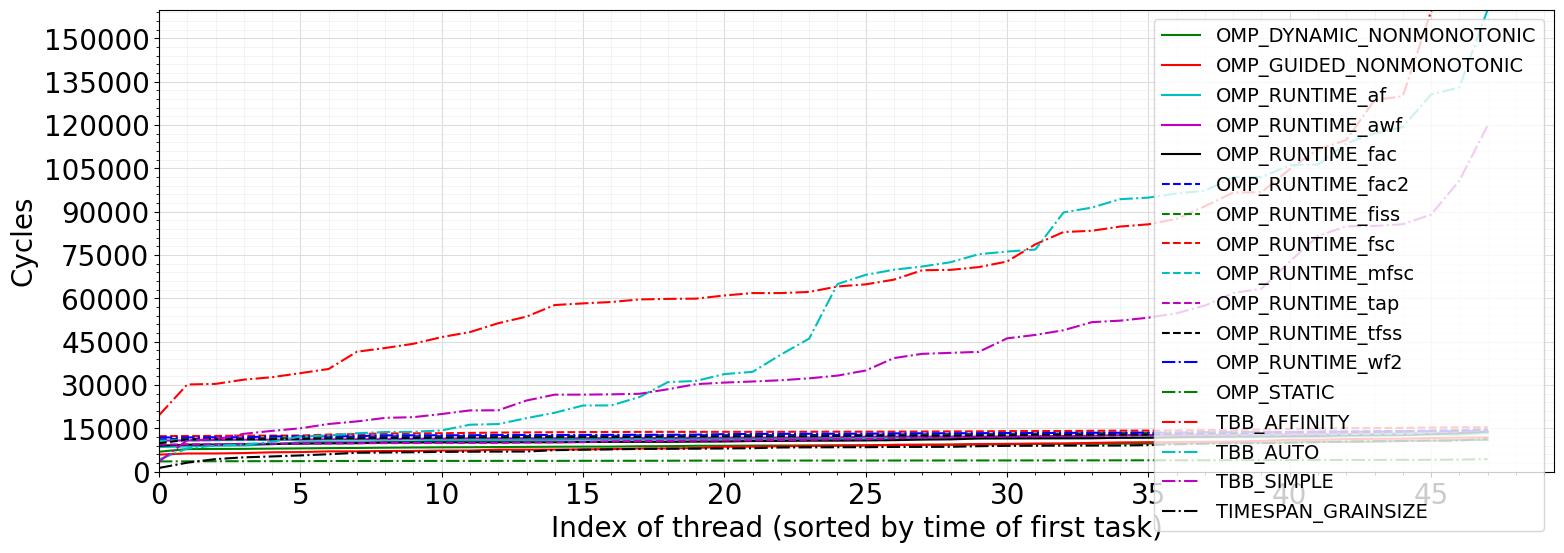 150000
135000
120000
105000
90000
75000
60000
45000
30000
15000
0
Cycles
0 5 10 15 20 25 30 35 40 45
Index of thread (sorted by time of first task)
OMP_DYNAMIC_NONMONOTONIC
OMP_GUIDED_NONMONOTONIC
OMP_RUNTIME_af
OMP_RUNTIME_awf
OMP_RUNTIME_fac
OMP_RUNTIME_fac2
OMP_RUNTIME_fiss
OMP_RUNTIME_fsc
OMP_RUNTIME_mfsc
OMP_RUNTIME_tap
OMP_RUNTIME_tfss
OMP_RUNTIME_wf2
OMP_STATIC
TBB_AFFINITY
TBB_AUTO
TBB_SIMPLE
TIMESPAN_GRAINSIZE